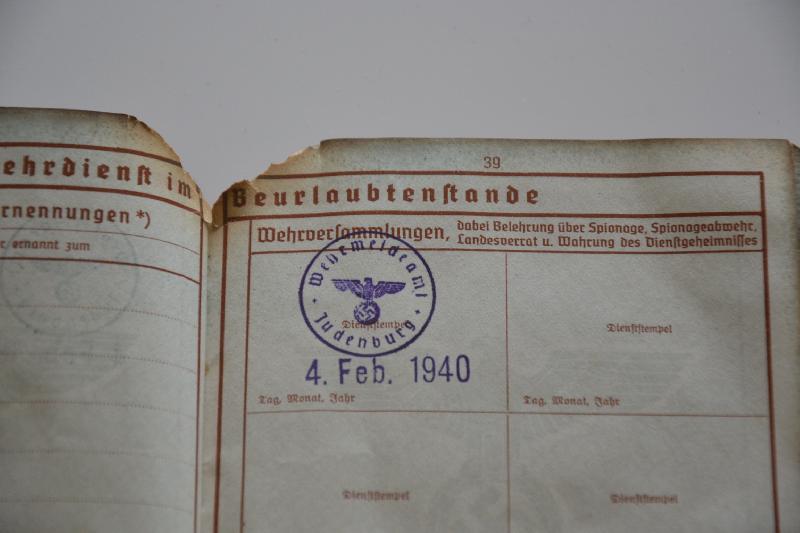 ehrdienst im
ernennungen*)
r ernannt zum
39
Beurlaubtenstande
Wehrversammlungen, dabei Belehrung über Spionage, Spionageabwehr,
Landesverrat u. Wahrung des Dienstgeheimnisses
Wehrmeldeamt
Judenburg
Dienststempel
4. Feb. 1940
Tag, Monat, Jahr
Dienststempel
Tag, Monat, Jahr
Dienststempel
Dienststempel